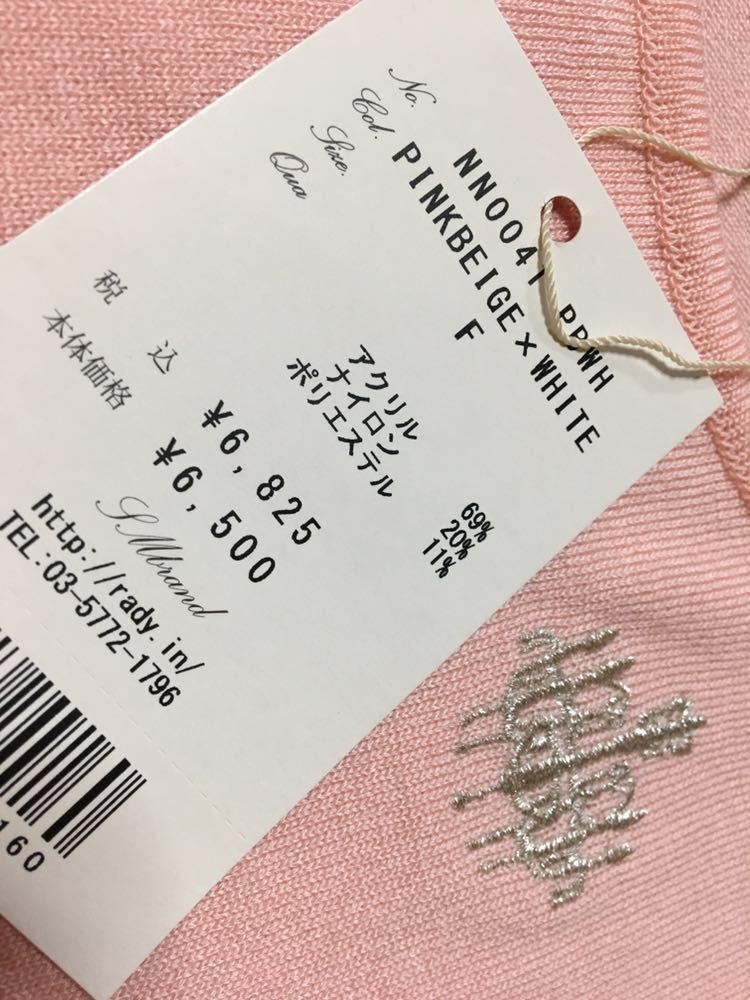 No. NN0041 PBWH
Col. PINKBEIGE×WHITE
Size. F
Qua
アクリル 69%
ナイロン 20%
ポリエステル 11%
税 込 ¥6,825
本体価格 ¥6,500
S Mbrand
http://rady.in/
TEL:03-5772-1796
160